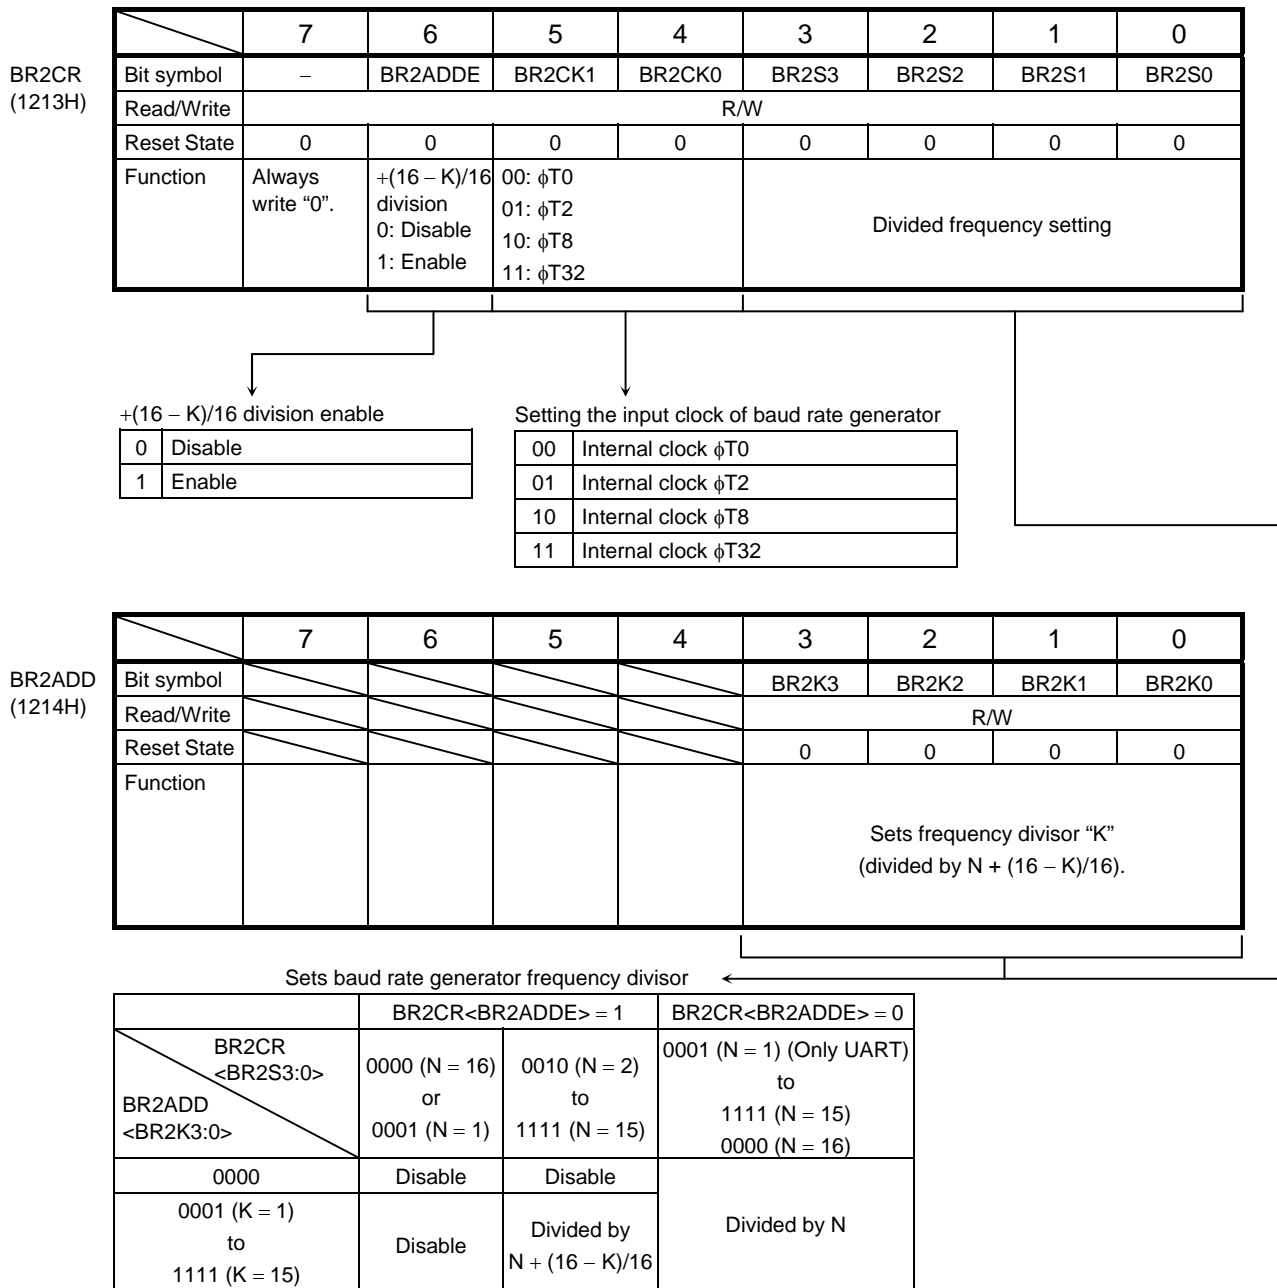 7 6 5 4 3 2 1 0
BR2CR
(1213H)
Bit symbol – BR2ADDE BR2CK1 BR2CK0 BR2S3 BR2S2 BR2S1 BR2S0
Read/Write R/W
Reset State 0 0 0 0 0 0 0 0
Function
Always
write “0”.
+(16 – K)/16
division
0: Disable
1: Enable
00: ϕT0
01: ϕT2
10: ϕT8
11: ϕT32
Divided frequency setting
+(16 – K)/16 division enable
0 Disable
1 Enable
Setting the input clock of baud rate generator
00 Internal clock ϕT0
01 Internal clock ϕT2
10 Internal clock ϕT8
11 Internal clock ϕT32
7 6 5 4 3 2 1 0
BR2ADD
(1214H)
Bit symbol BR2K3 BR2K2 BR2K1 BR2K0
Read/Write R/W
Reset State 0 0 0 0
Function
Sets frequency divisor “K”
(divided by N + (16 – K)/16).
Sets baud rate generator frequency divisor
BR2CR<BR2ADDE> = 1 BR2CR<BR2ADDE> = 0
BR2CR
<BR2S3:0>
BR2ADD
<BR2K3:0>
0000 (N = 16)
or
0001 (N = 1)
0010 (N = 2)
to
1111 (N = 15)
0001 (N = 1) (Only UART)
to
1111 (N = 15)
0000 (N = 16)
0000 Disable Disable
0001 (K = 1)
to
1111 (K = 15)
Disable
Divided by
N + (16 – K)/16
Divided by N